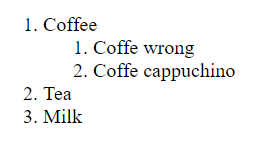 1. Coffee
1. Coffe wrong
2. Coffe cappuchino
2. Tea
3. Milk